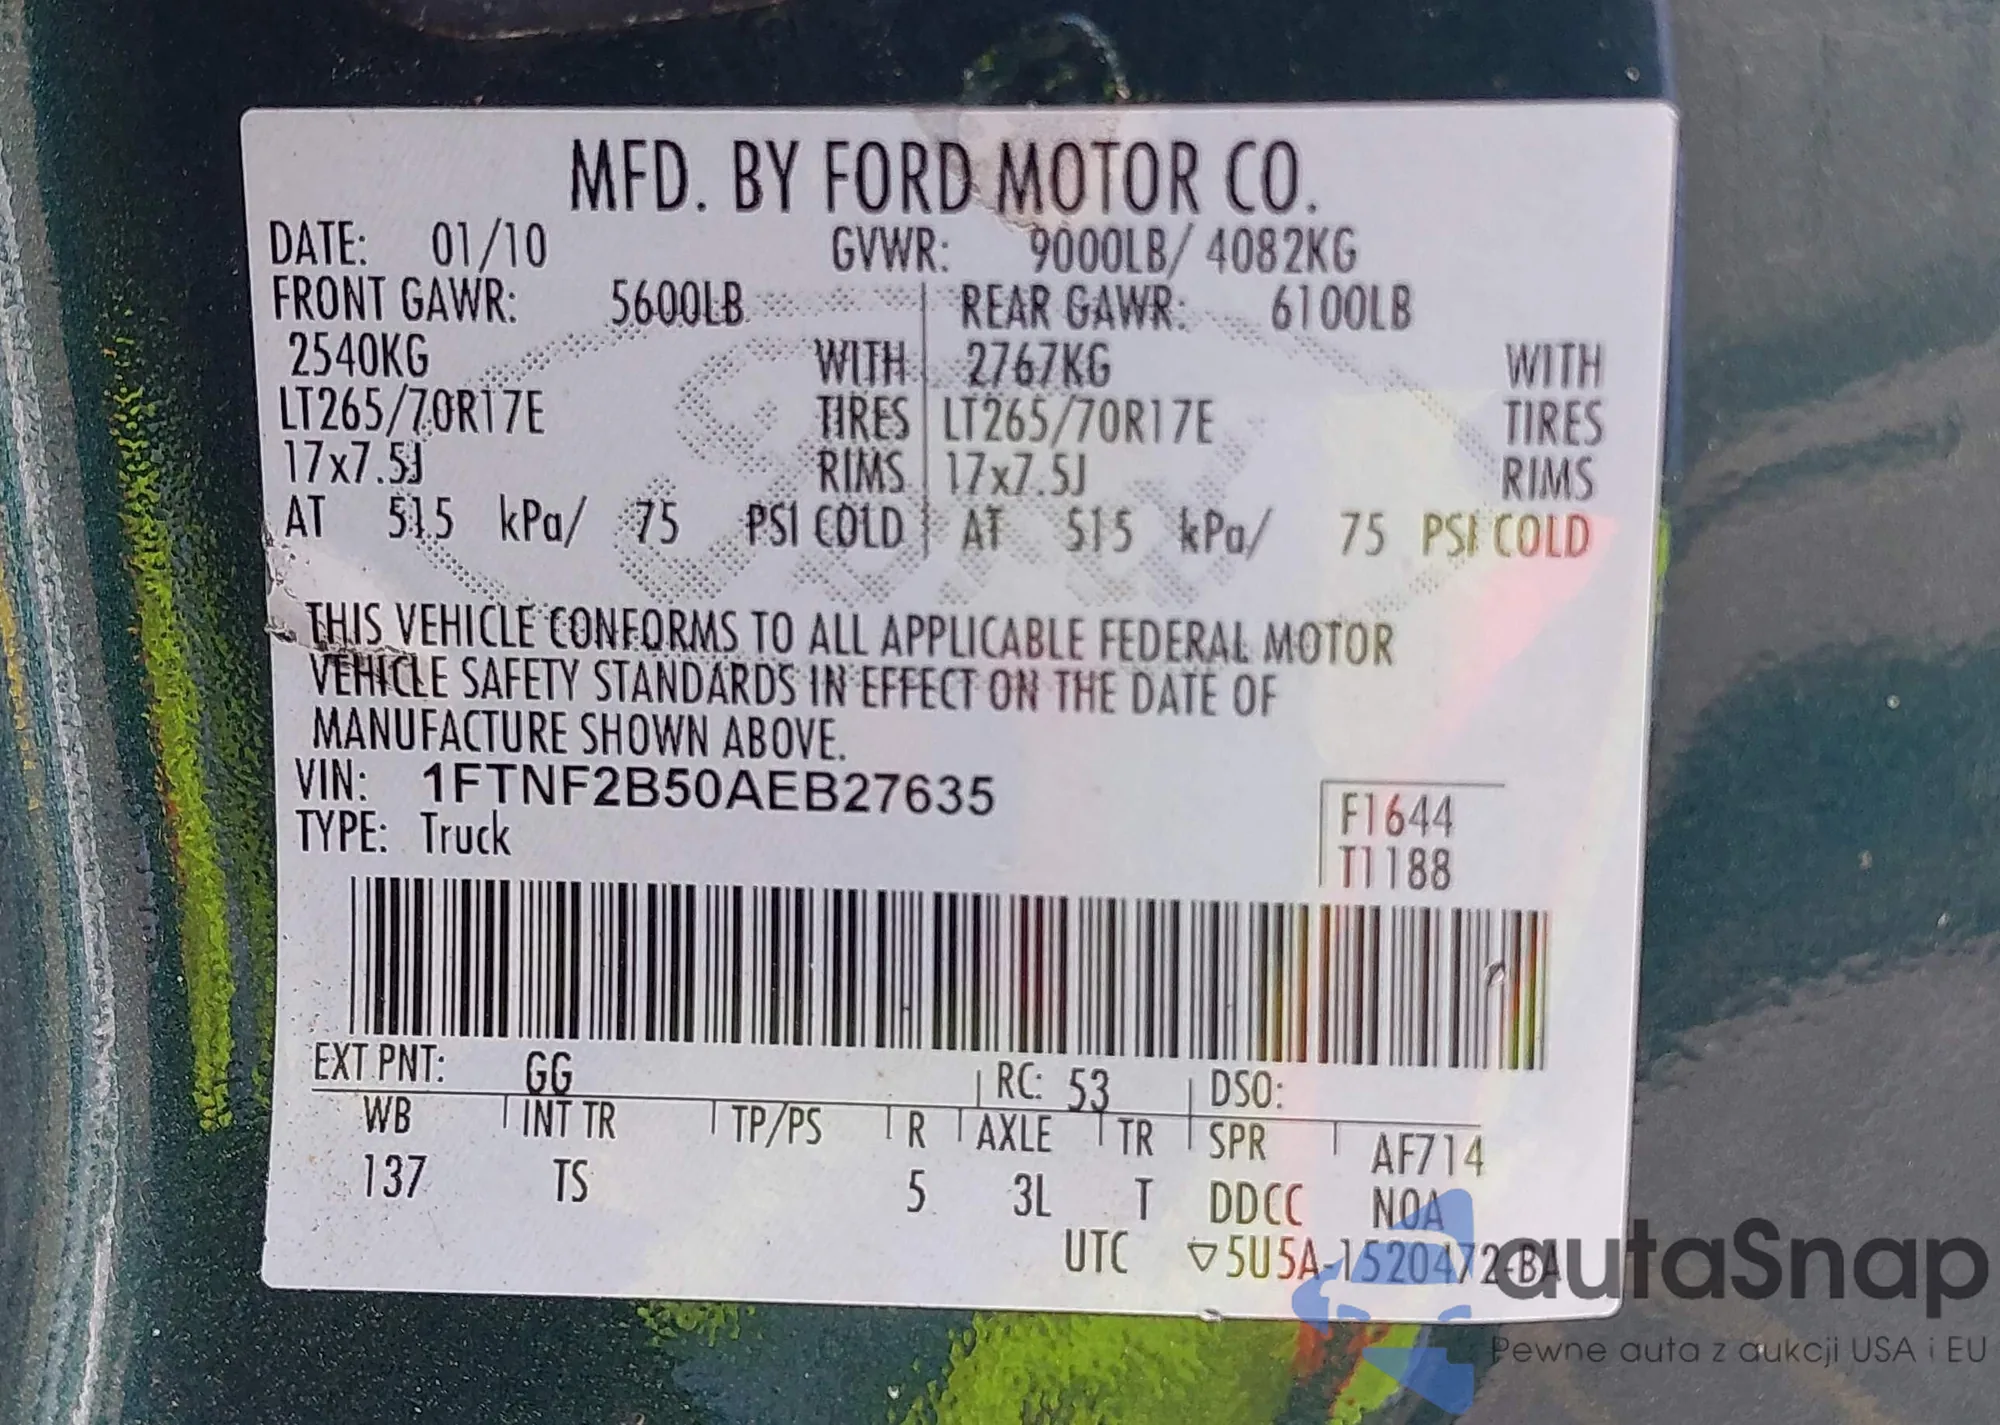 MFD. BY FORD MOTOR CO.
DATE: 01/10 GVWR: 9000LB/ 4082KG
FRONT GAWR: 5600LB REAR GAWR: 6100LB
2540KG WITH 2767KG WITH
LT265/70R17E TIRES LT265/70R17E TIRES
17x7.5J RIMS 17x7.5J RIMS
AT 515 kPa/ 75 PSI COLD AT 515 kPa/ 75 PSI COLD
THIS VEHICLE CONFORMS TO ALL APPLICABLE FEDERAL MOTOR
VEHICLE SAFETY STANDARDS IN EFFECT ON THE DATE OF
MANUFACTURE SHOWN ABOVE.
VIN: 1FTNF2B50AEB27635
TYPE: Truck
F1644
T1188
EXT PNT: GG RC: 53 DSO:
WB INT TR TP/PS R AXLE TR SPR AF714
137 TS 5 3L T DDCC NOA
UTC ▽5U5A-1520472-BA
autaSnap
Pewne auta z aukcji USA i EU